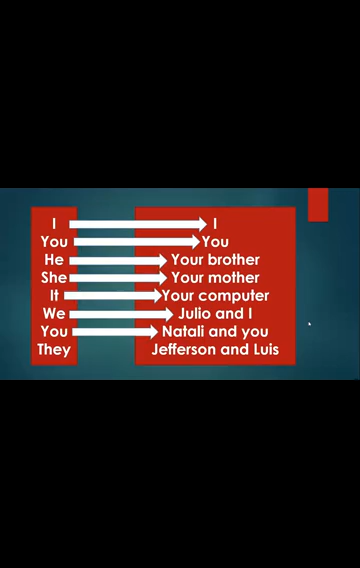 I I
You You
He Your brother
She Your mother
It Your computer
We Julio and I
You Natali and you
They Jefferson and Luis